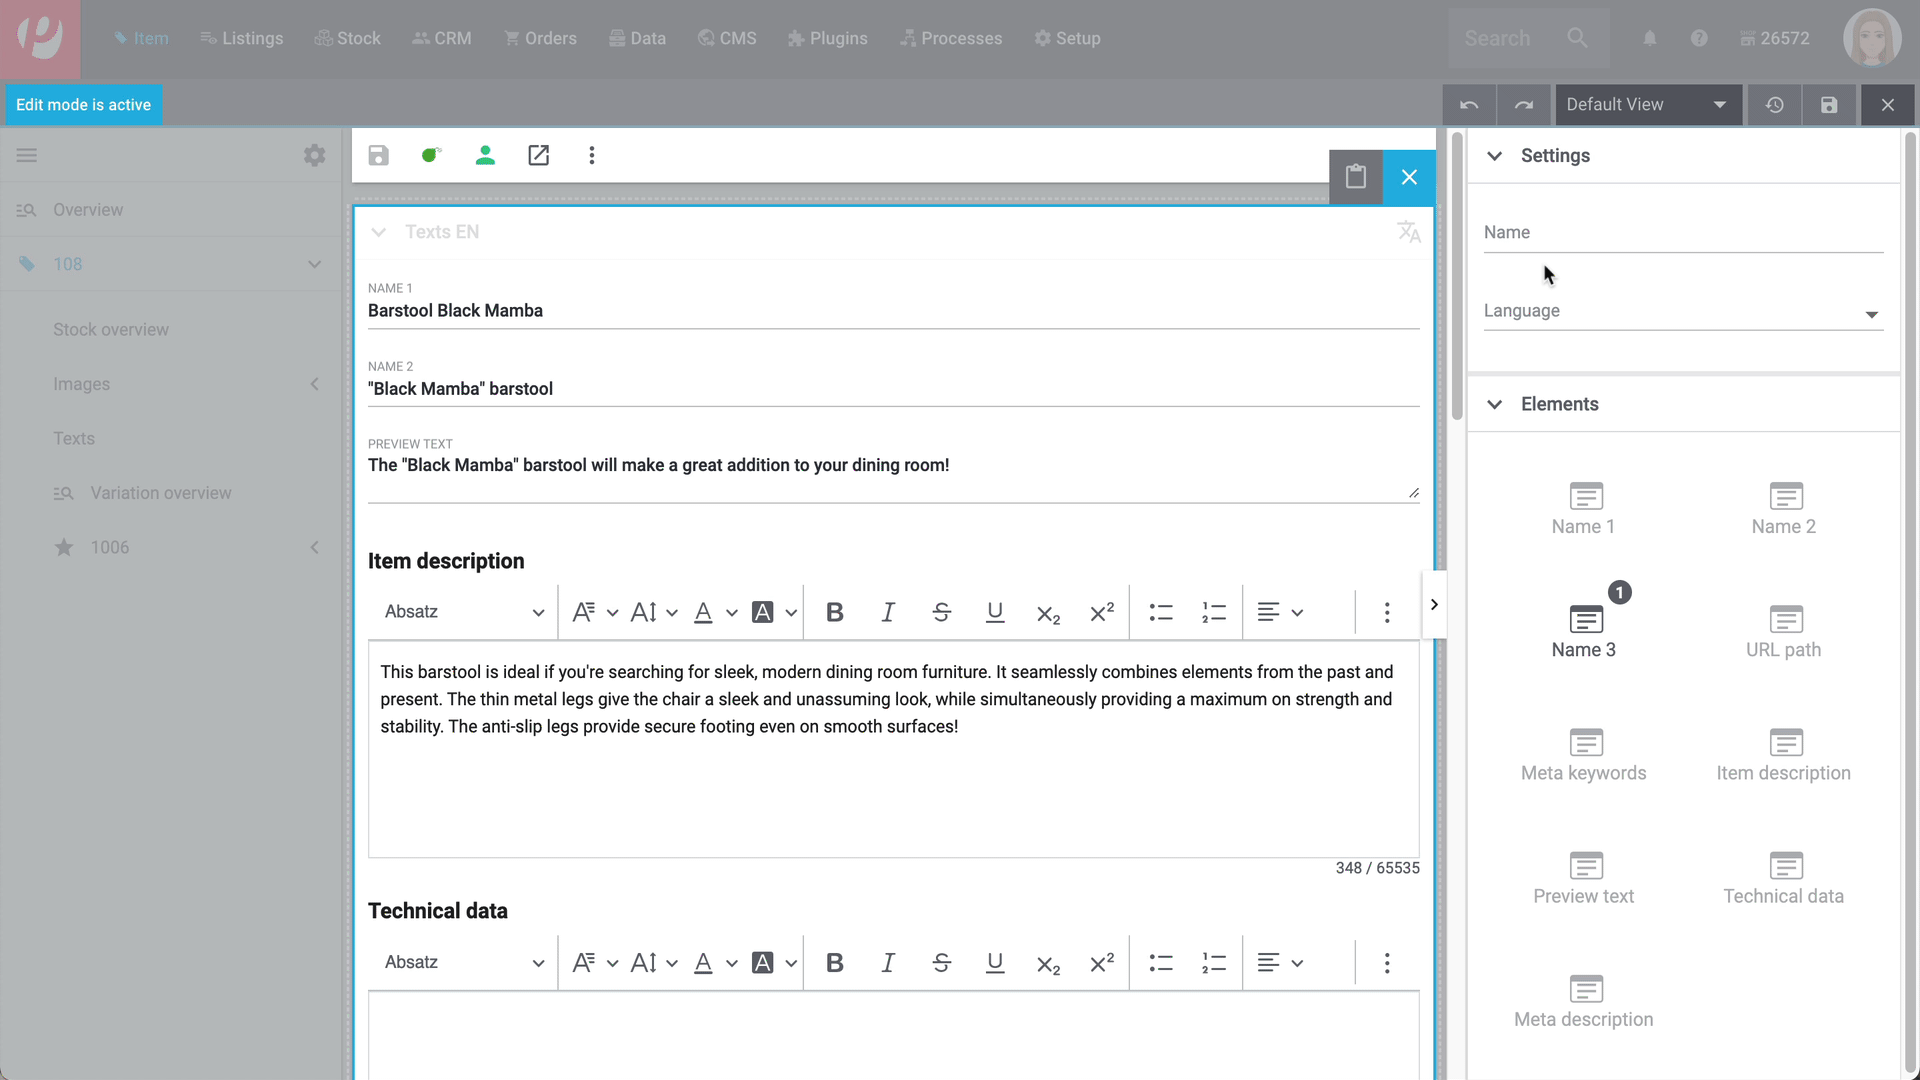 Item
Listings
Stock
CRM
Orders
Data
CMS
Plugins
Processes
Setup
Search
26572
Edit mode is active
Default View
Overview
108
Stock overview
Images
Texts
Variation overview
1006
Texts EN
NAME 1
Barstool Black Mamba
NAME 2
"Black Mamba" barstool
PREVIEW TEXT
The "Black Mamba" barstool will make a great addition to your dining room!
Item description
Absatz
This barstool is ideal if you're searching for sleek, modern dining room furniture. It seamlessly combines elements from the past and
present. The thin metal legs give the chair a sleek and unassuming look, while simultaneously providing a maximum on strength and
stability. The anti-slip legs provide secure footing even on smooth surfaces!
348 / 65535
Technical data
Absatz
Settings
Name
Language
Elements
Name 1
Name 2
1
Name 3
URL path
Meta keywords
Item description
Preview text
Technical data
Meta description